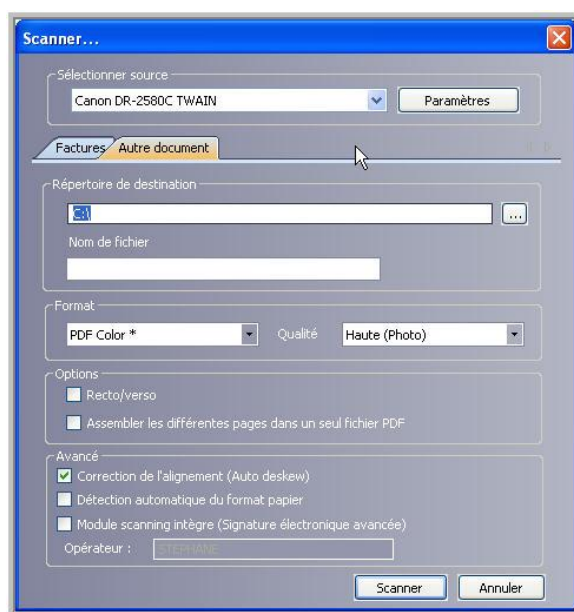 Scanner...
Sélectionner source
Canon DR-2580C TWAIN
Paramètres
Factures
Autre document
Répertoire de destination
C:\
...
Nom de fichier
Format
PDF Color *
Qualité
Haute (Photo)
Options
Recto/verso
Assembler les différentes pages dans un seul fichier PDF
Avancé
Correction de l'alignement (Auto deskew)
Détection automatique du format papier
Module scanning intègre (Signature électronique avancée)
Opérateur :
STEPHANE
Scanner
Annuler